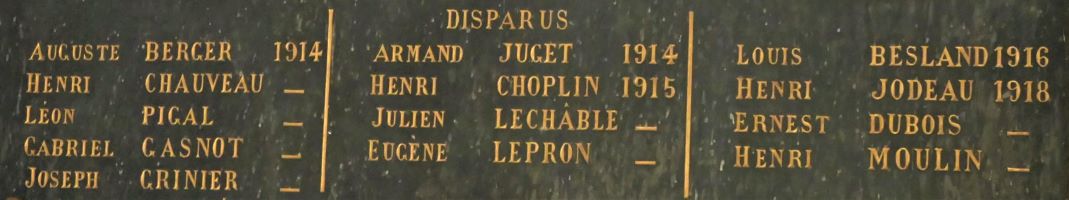 AUGUSTE BERGER 1914
HENRI CHAUVEAU —
LÉON PIGAL —
GABRIEL GASNOT —
JOSEPH GRINIER —
DISPARUS
ARMAND JUGET 1914
HENRI CHOPLIN 1915
JULIEN LECHÂBLE —
EUGÈNE LEPRON —
LOUIS BESLAND 1916
HENRI JODEAU 1918
ERNEST DUBOIS —
HENRI MOULIN —